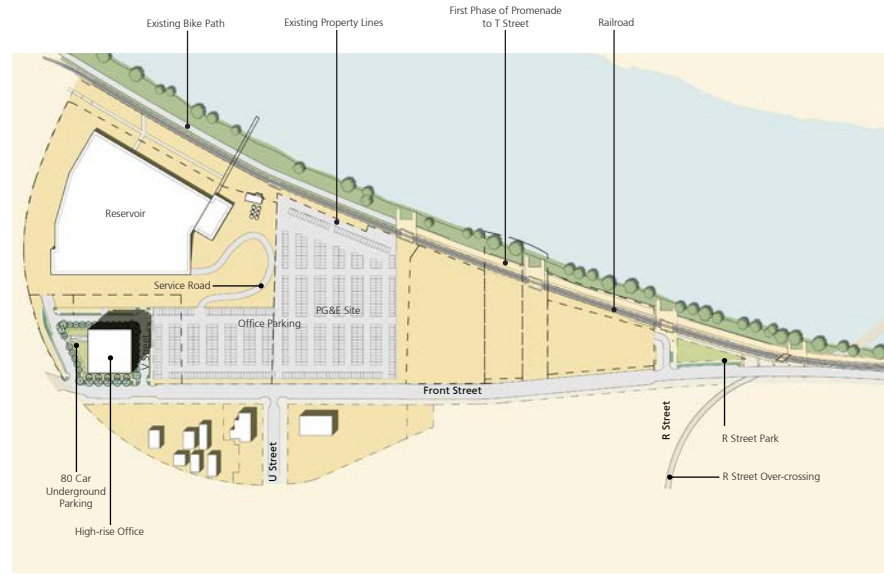 First Phase of Promenade
to T Street
Existing Bike Path
Existing Property Lines
Railroad
Reservoir
Service Road
PG&E Site
Office Parking
V Street
Front Street
U Street
R Street
R Street Park
R Street Over-crossing
80 Car
Underground
Parking
High-rise Office